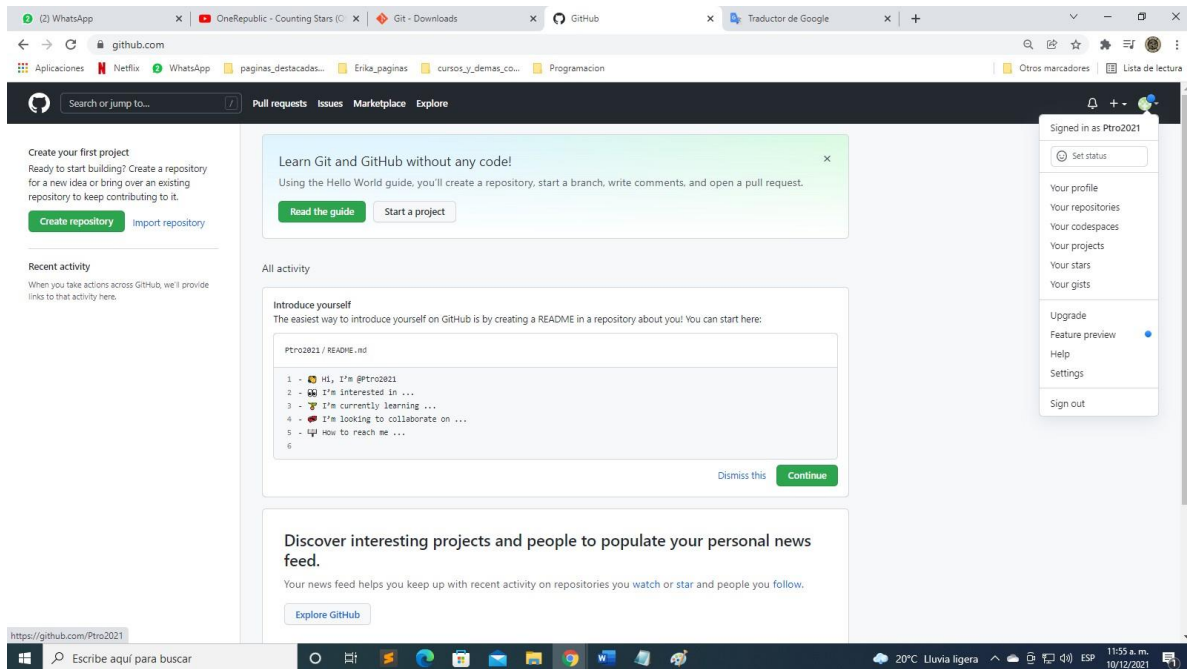 (2) WhatsApp
OneRepublic - Counting Stars (O
Git - Downloads
GitHub
Traductor de Google
github.com
Aplicaciones
Netflix
WhatsApp
paginas_destacadas...
Erika_paginas
cursos_y_demas_co...
Programacion
Otros marcadores
Lista de lectura
Search or jump to...
/
Pull requests Issues Marketplace Explore
Signed in as Ptro2021
Set status
Your profile
Your repositories
Your codespaces
Your projects
Your stars
Your gists
Upgrade
Feature preview
Help
Settings
Sign out
Create your first project
Ready to start building? Create a repository
for a new idea or bring over an existing
repository to keep contributing to it.
Create repository
Import repository
Recent activity
When you take actions across GitHub, we'll provide
links to that activity here.
Learn Git and GitHub without any code!
Using the Hello World guide, you'll create a repository, start a branch, write comments, and open a pull request.
Read the guide
Start a project
All activity
Introduce yourself
The easiest way to introduce yourself on GitHub is by creating a README in a repository about you! You can start here:
Ptro2021 / README.md
1 - 👋 Hi, I'm @Ptro2021
2 - 👀 I'm interested in ...
3 - 🌱 I'm currently learning ...
4 - 💞️ I'm looking to collaborate on ...
5 - 📫 How to reach me ...
6
Dismiss this
Continue
Discover interesting projects and people to populate your personal news
feed.
Your news feed helps you keep up with recent activity on repositories you watch or star and people you follow.
Explore GitHub
https://github.com/Ptro2021
Escribe aquí para buscar
20°C Lluvia ligera
ESP
11:55 a. m.
10/12/2021